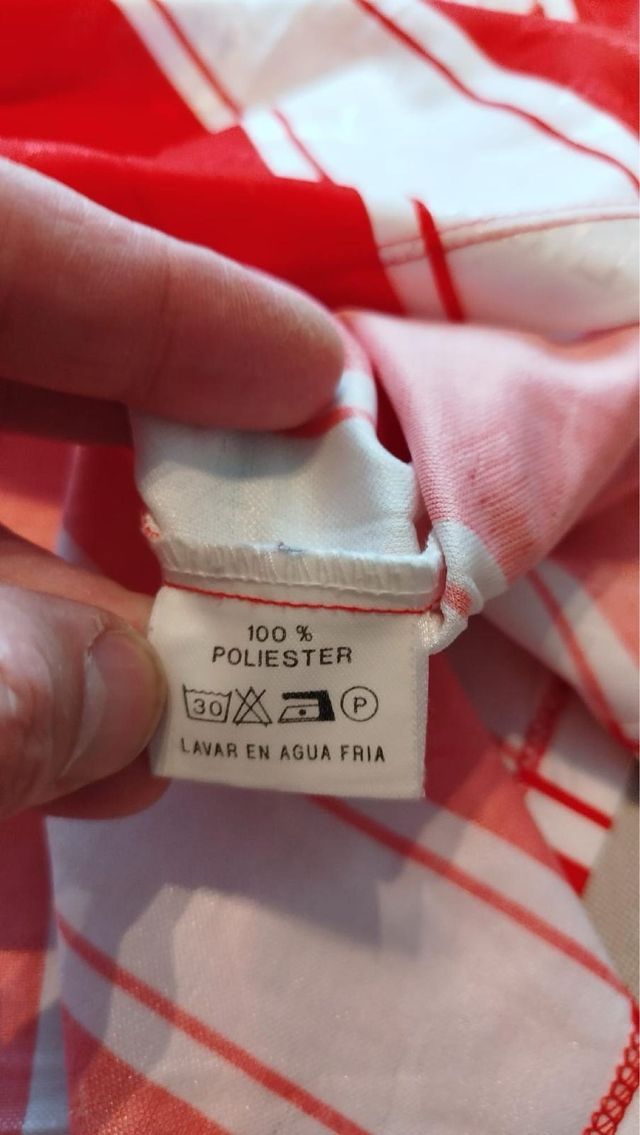 100 %
POLIESTER
30 P
LAVAR EN AGUA FRIA